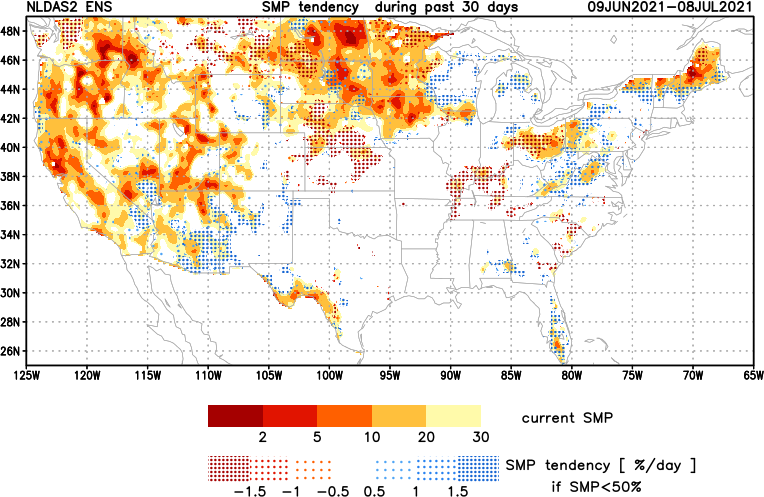 NLDAS2 ENS SMP tendency during past 30 days 09JUN2021−08JUL2021
48N
46N
44N
42N
40N
38N
36N
34N
32N
30N
28N
26N
125W 120W 115W 110W 105W 100W 95W 90W 85W 80W 75W 70W 65W
current SMP
2 5 10 20 30
SMP tendency [ %/day ]
−1.5 −1 −0.5 0.5 1 1.5
if SMP<50%